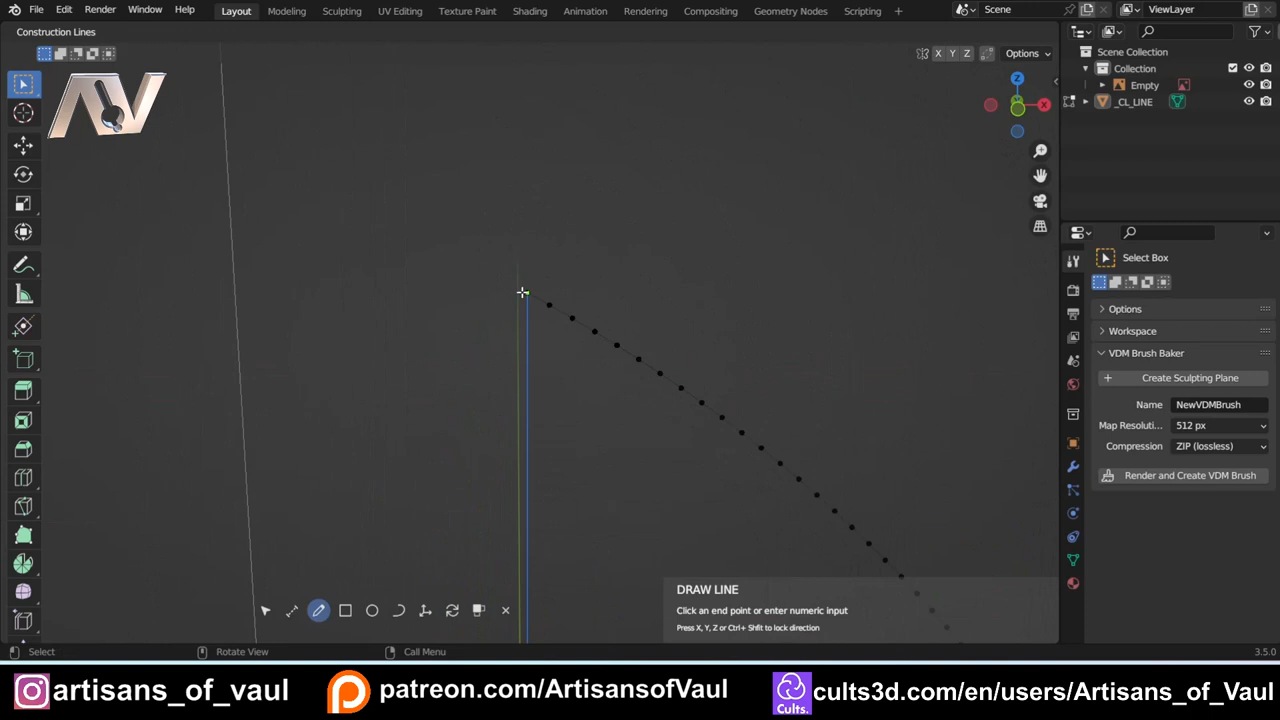 File Edit Render Window Help Layout Modeling Sculpting UV Editing Texture Paint Shading Animation Rendering Compositing Geometry Nodes Scripting + Scene ViewLayer
Construction Lines
X Y Z Options
Scene Collection
Collection
Empty
_CL_LINE
AV
Z
X
Select Box
Options
Workspace
VDM Brush Baker
Create Sculpting Plane
Name NewVDMBrush
Map Resoluti... 512 px
Compression ZIP (lossless)
Render and Create VDM Brush
DRAW LINE
Click an end point or enter numeric input
Press X, Y, Z or Ctrl+ Shfit to lock direction
Select Rotate View Call Menu 3.5.0
artisans_of_vaul patreon.com/ArtisansofVaul Cults. cults3d.com/en/users/Artisans_of_Vaul